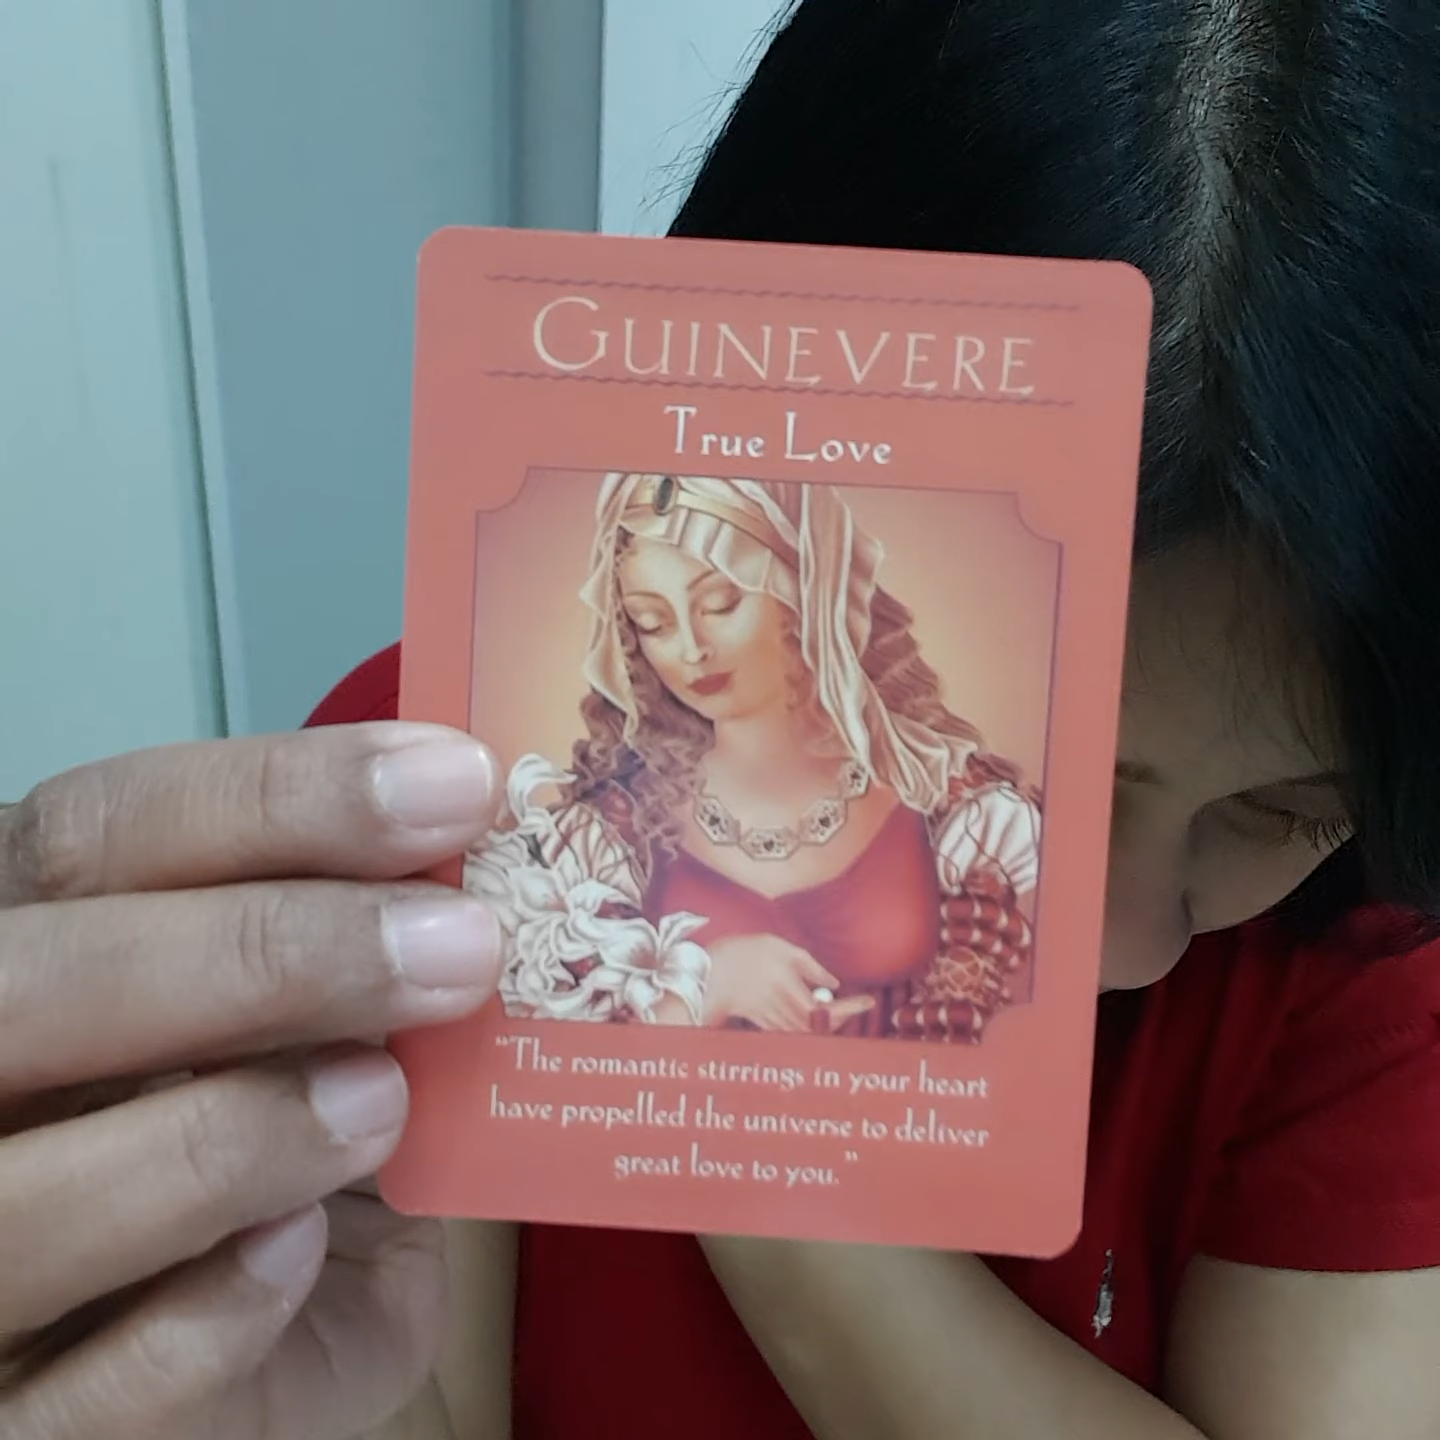 GUINEVERE
True Love
"The romantic stirrings in your heart
have propelled the universe to deliver
great love to you."